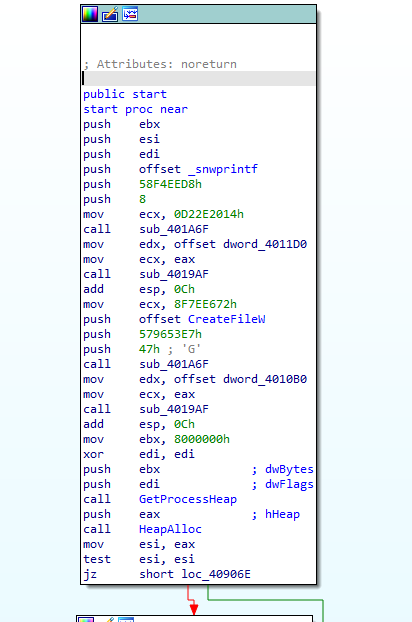 ; Attributes: noreturn
public start
start proc near
push ebx
push esi
push edi
push offset _snwprintf
push 58F4EED8h
push 8
mov ecx, 0D22E2014h
call sub_401A6F
mov edx, offset dword_4011D0
mov ecx, eax
call sub_4019AF
add esp, 0Ch
mov ecx, 8F7EE672h
push offset CreateFileW
push 579653E7h
push 47h ; 'G'
call sub_401A6F
mov edx, offset dword_4010B0
mov ecx, eax
call sub_4019AF
add esp, 0Ch
mov ebx, 8000000h
xor edi, edi
push ebx ; dwBytes
push edi ; dwFlags
call GetProcessHeap
push eax ; hHeap
call HeapAlloc
mov esi, eax
test esi, esi
jz short loc_40906E